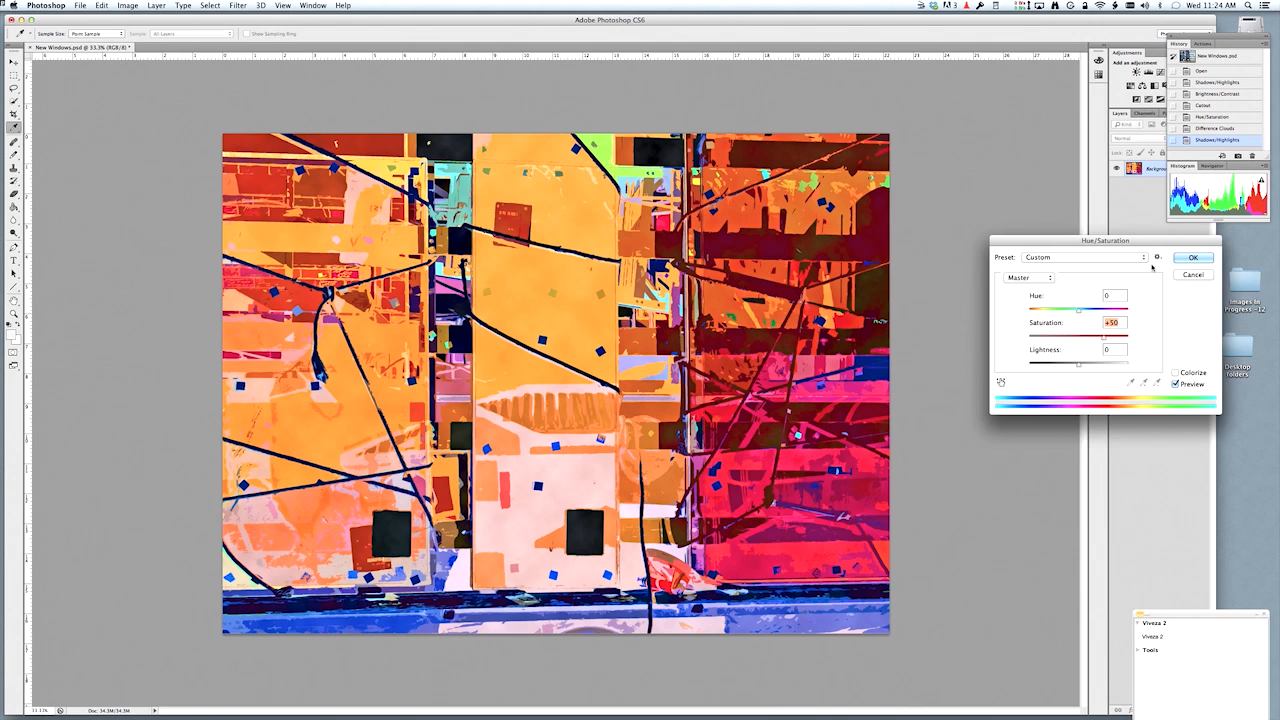 Photoshop File Edit Image Layer Type Select Filter 3D View Window Help
Wed 11:24 AM
Adobe Photoshop CS6
Sample Size: Point Sample Sample: All Layers Show Sampling Ring
New Windows.psd @ 33.3% (RGB/8) *
History Actions
New Windows.psd
Open
Shadows/Highlights
Brightness/Contrast
Cutout
Hue/Saturation
Difference Clouds
Shadows/Highlights
Adjustments
Add an adjustment
Layers Channels
Kind
Normal
Lock:
Background
Histogram Navigator
Hue/Saturation
Preset: Custom
OK
Cancel
Master
Hue: 0
Saturation: +50
Lightness: 0
Colorize
Preview
Images In
Progress -12
Desktop
folders
Viveza 2
Viveza 2
Tools
Doc: 34.3M/34.3M